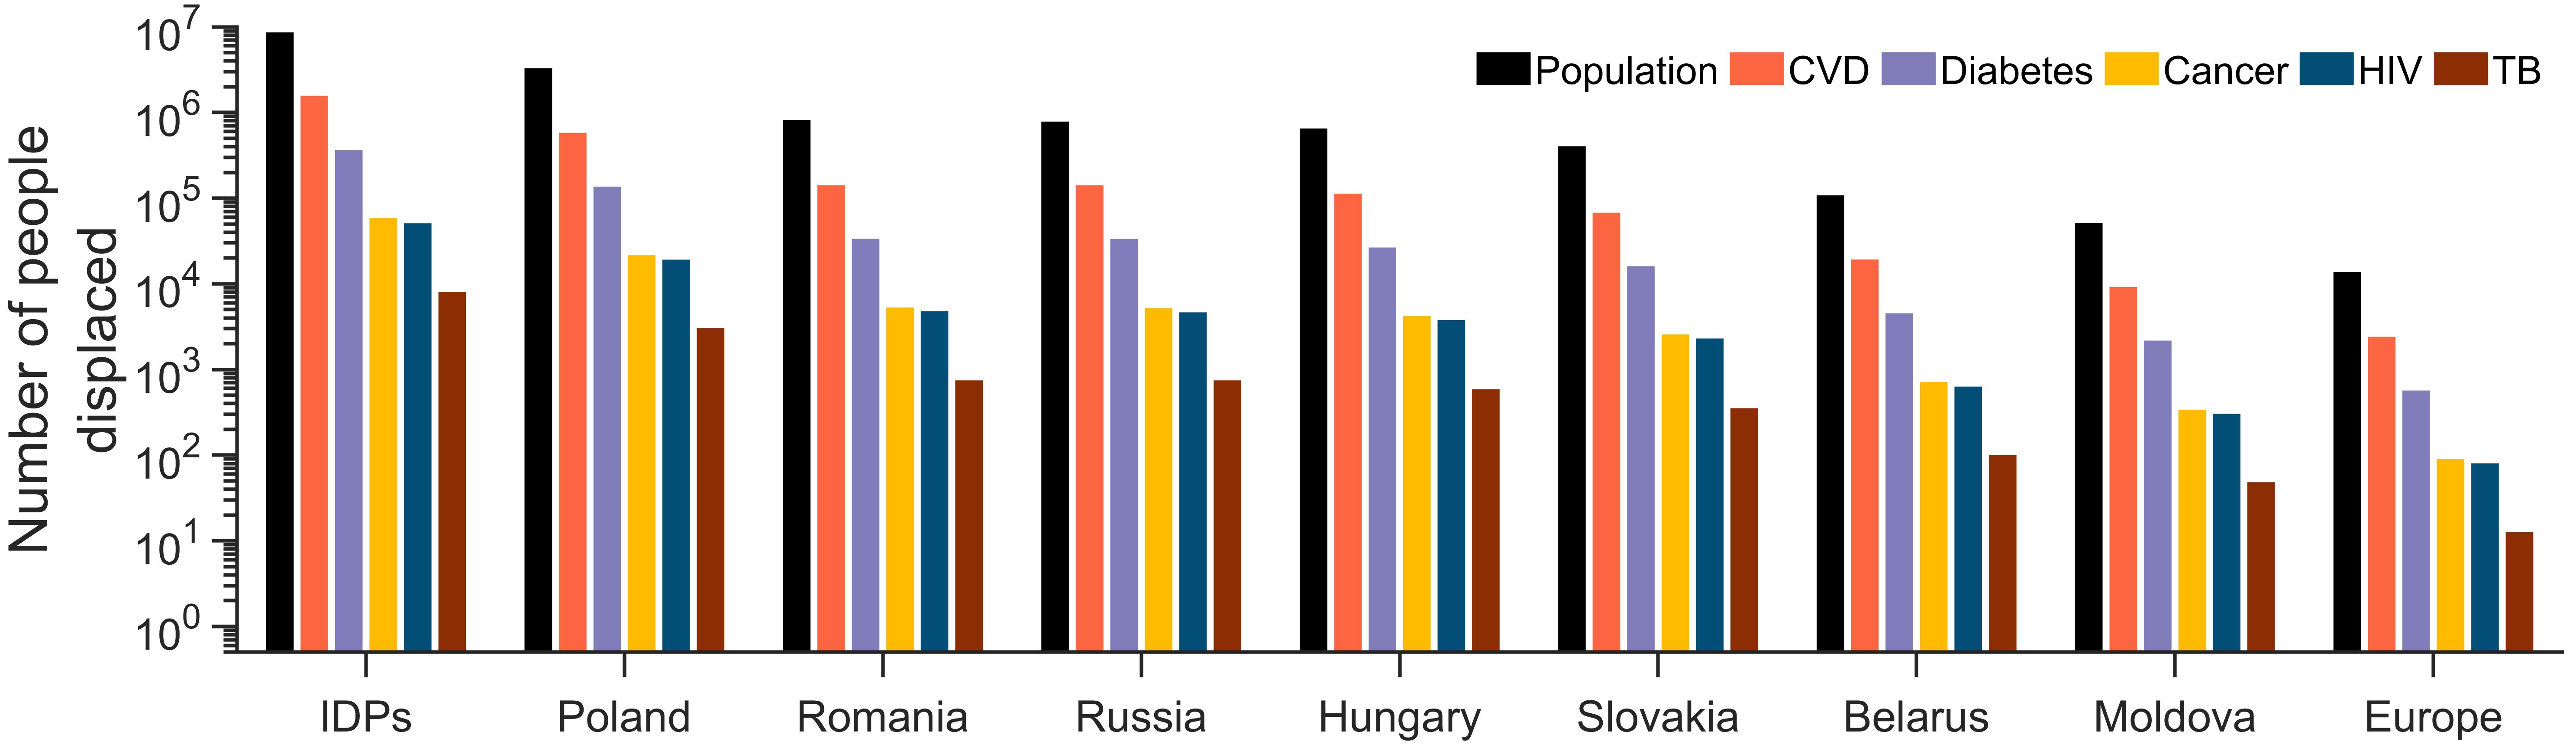 Number of people
displaced
10^7
10^6
10^5
10^4
10^3
10^2
10^1
10^0
Population CVD Diabetes Cancer HIV TB
IDPs Poland Romania Russia Hungary Slovakia Belarus Moldova Europe